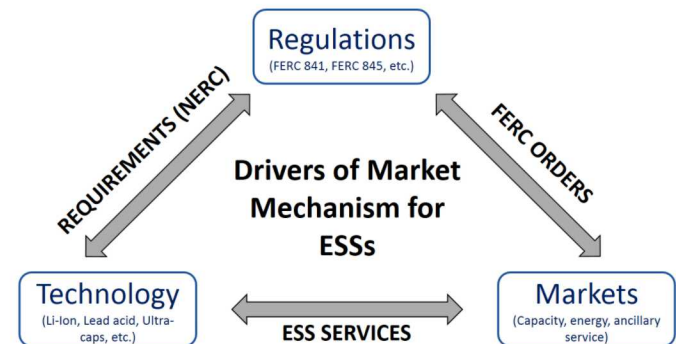 Regulations
(FERC 841, FERC 845, etc.)
REQUIREMENTS (NERC)
FERC ORDERS
Drivers of Market
Mechanism for
ESSs
Technology
(Li-Ion, Lead acid, Ultra-
caps, etc.)
ESS SERVICES
Markets
(Capacity, energy, ancillary
service)